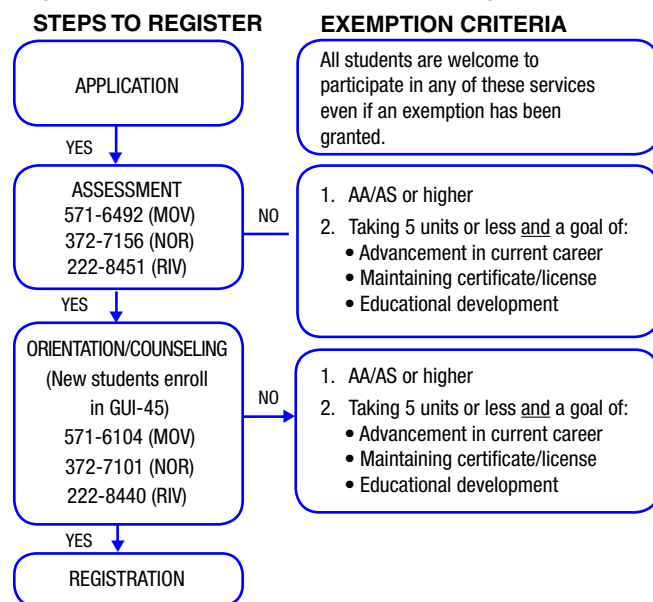 STEPS TO REGISTER
EXEMPTION CRITERIA
APPLICATION
All students are welcome to
participate in any of these services
even if an exemption has been
granted.
YES
ASSESSMENT
571-6492 (MOV)
372-7156 (NOR)
222-8451 (RIV)
NO
1. AA/AS or higher
2. Taking 5 units or less and a goal of:
• Advancement in current career
• Maintaining certificate/license
• Educational development
YES
ORIENTATION/COUNSELING
(New students enroll
in GUI-45)
571-6104 (MOV)
372-7101 (NOR)
222-8440 (RIV)
NO
1. AA/AS or higher
2. Taking 5 units or less and a goal of:
• Advancement in current career
• Maintaining certificate/license
• Educational development
YES
REGISTRATION